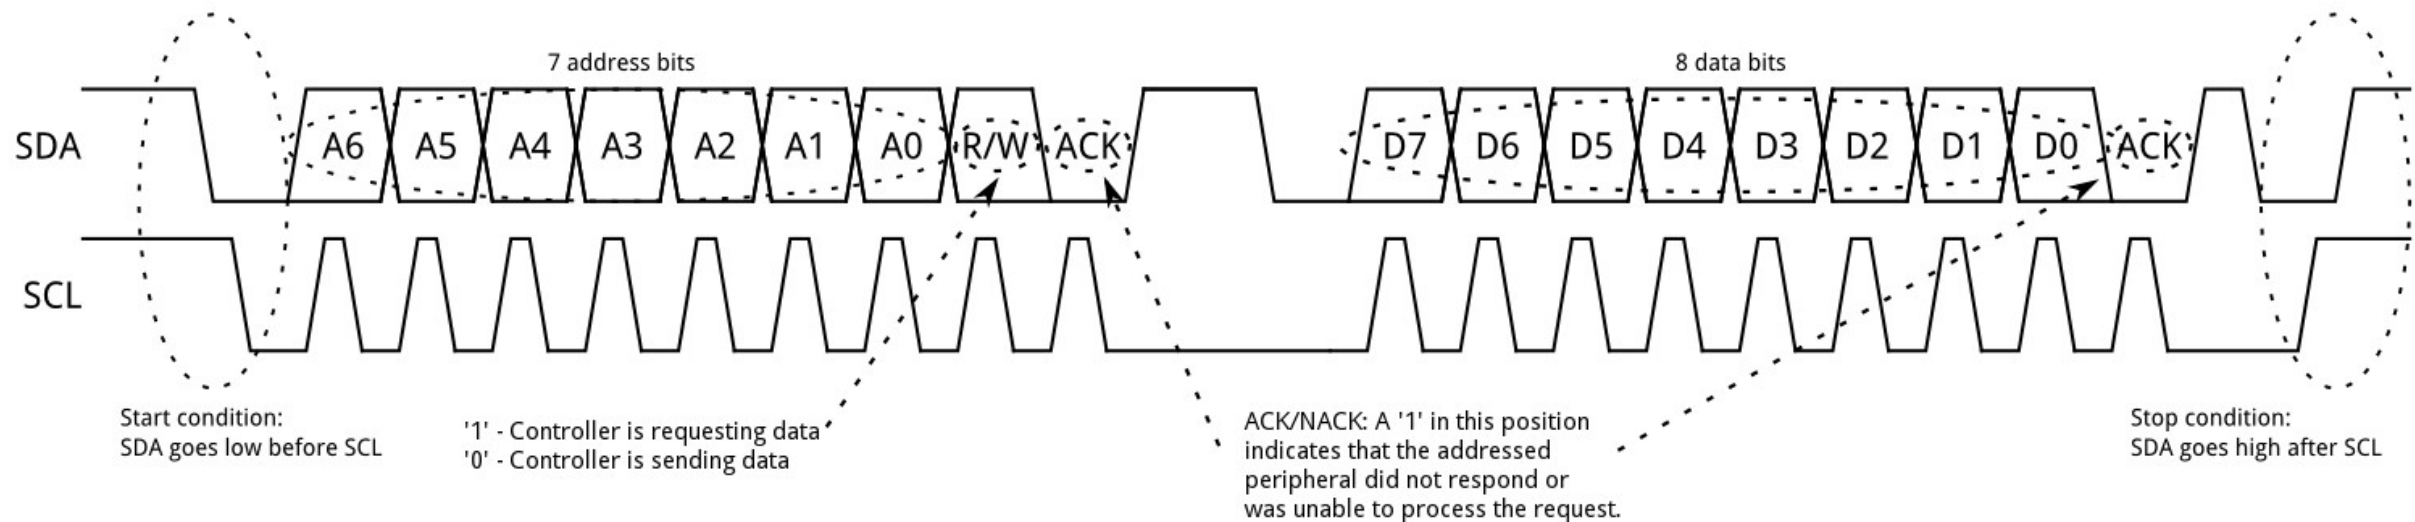 7 address bits
8 data bits
SDA
A6 A5 A4 A3 A2 A1 A0 R/W ACK
D7 D6 D5 D4 D3 D2 D1 D0 ACK
SCL
Start condition:
SDA goes low before SCL
'1' - Controller is requesting data
'0' - Controller is sending data
ACK/NACK: A '1' in this position
indicates that the addressed
peripheral did not respond or
was unable to process the request.
Stop condition:
SDA goes high after SCL